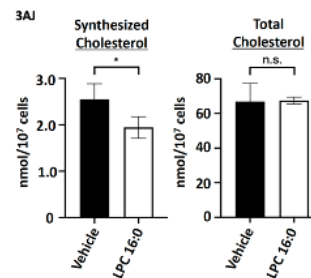 3AJ
Synthesized
Cholesterol
*
nmol/10⁷ cells
3.0
2.0
1.0
0
Vehicle
LPC 16:0
Total
Cholesterol
n.s.
nmol/10⁷ cells
80
60
40
20
0
Vehicle
LPC 16:0